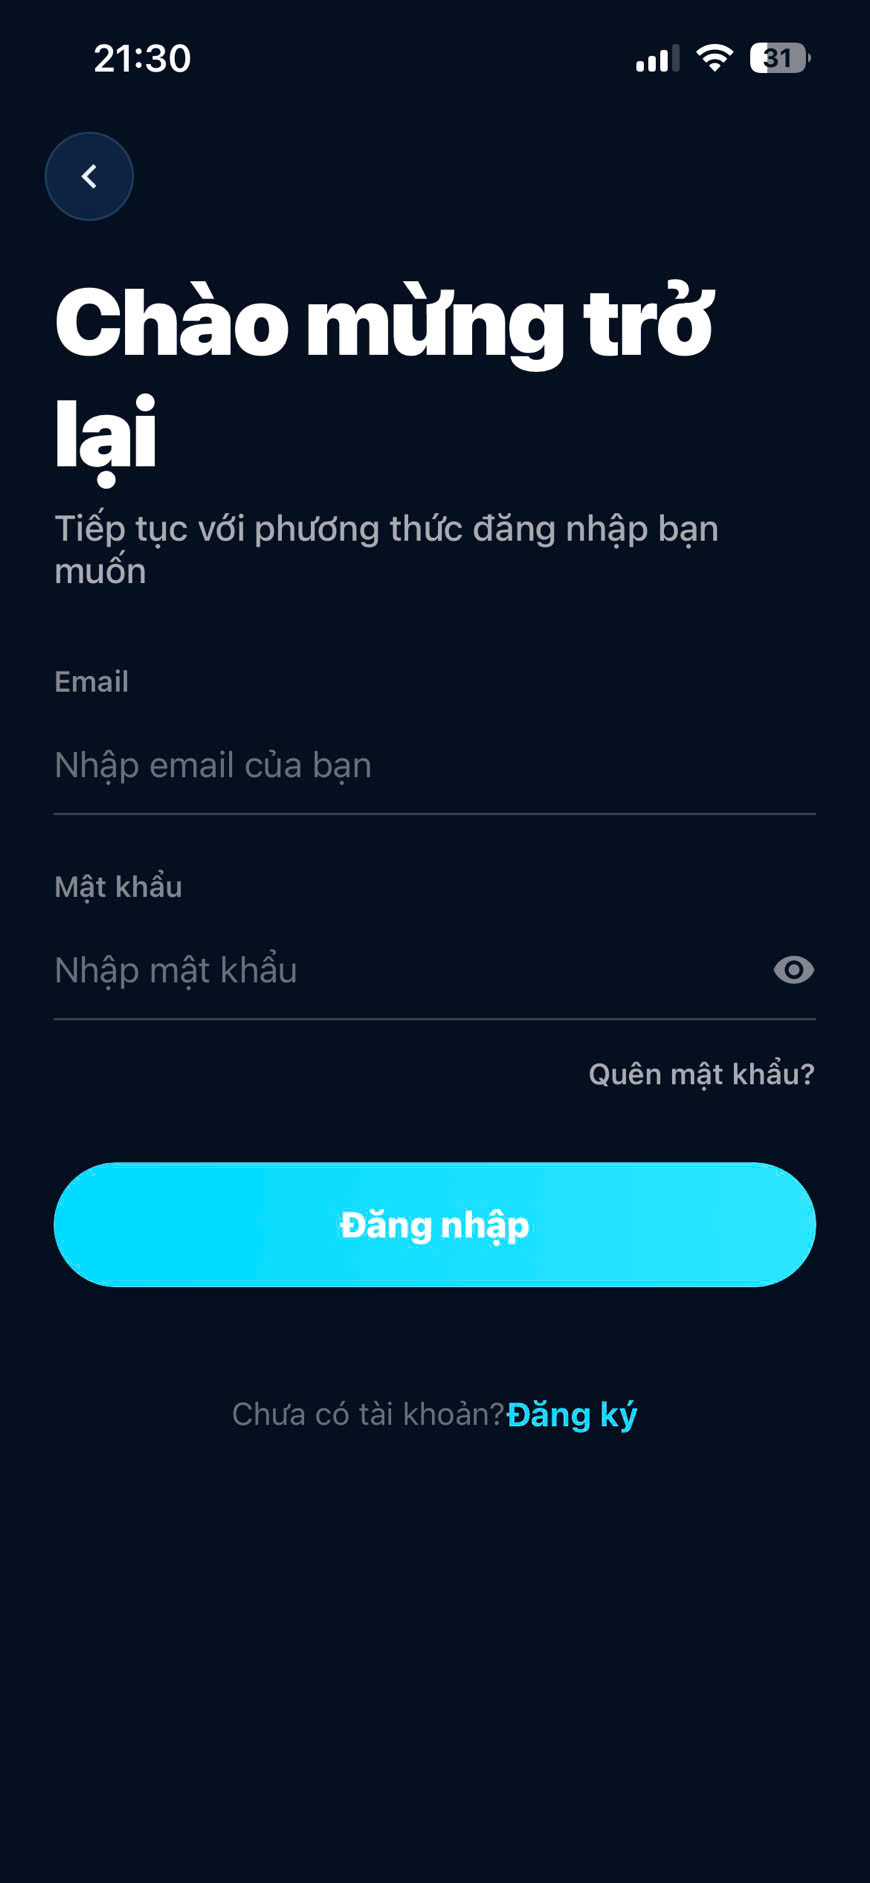 21:30
31
Chào mừng trở
lại
Tiếp tục với phương thức đăng nhập bạn
muốn
Email
Nhập email của bạn
Mật khẩu
Nhập mật khẩu
Quên mật khẩu?
Đăng nhập
Chưa có tài khoản?Đăng ký